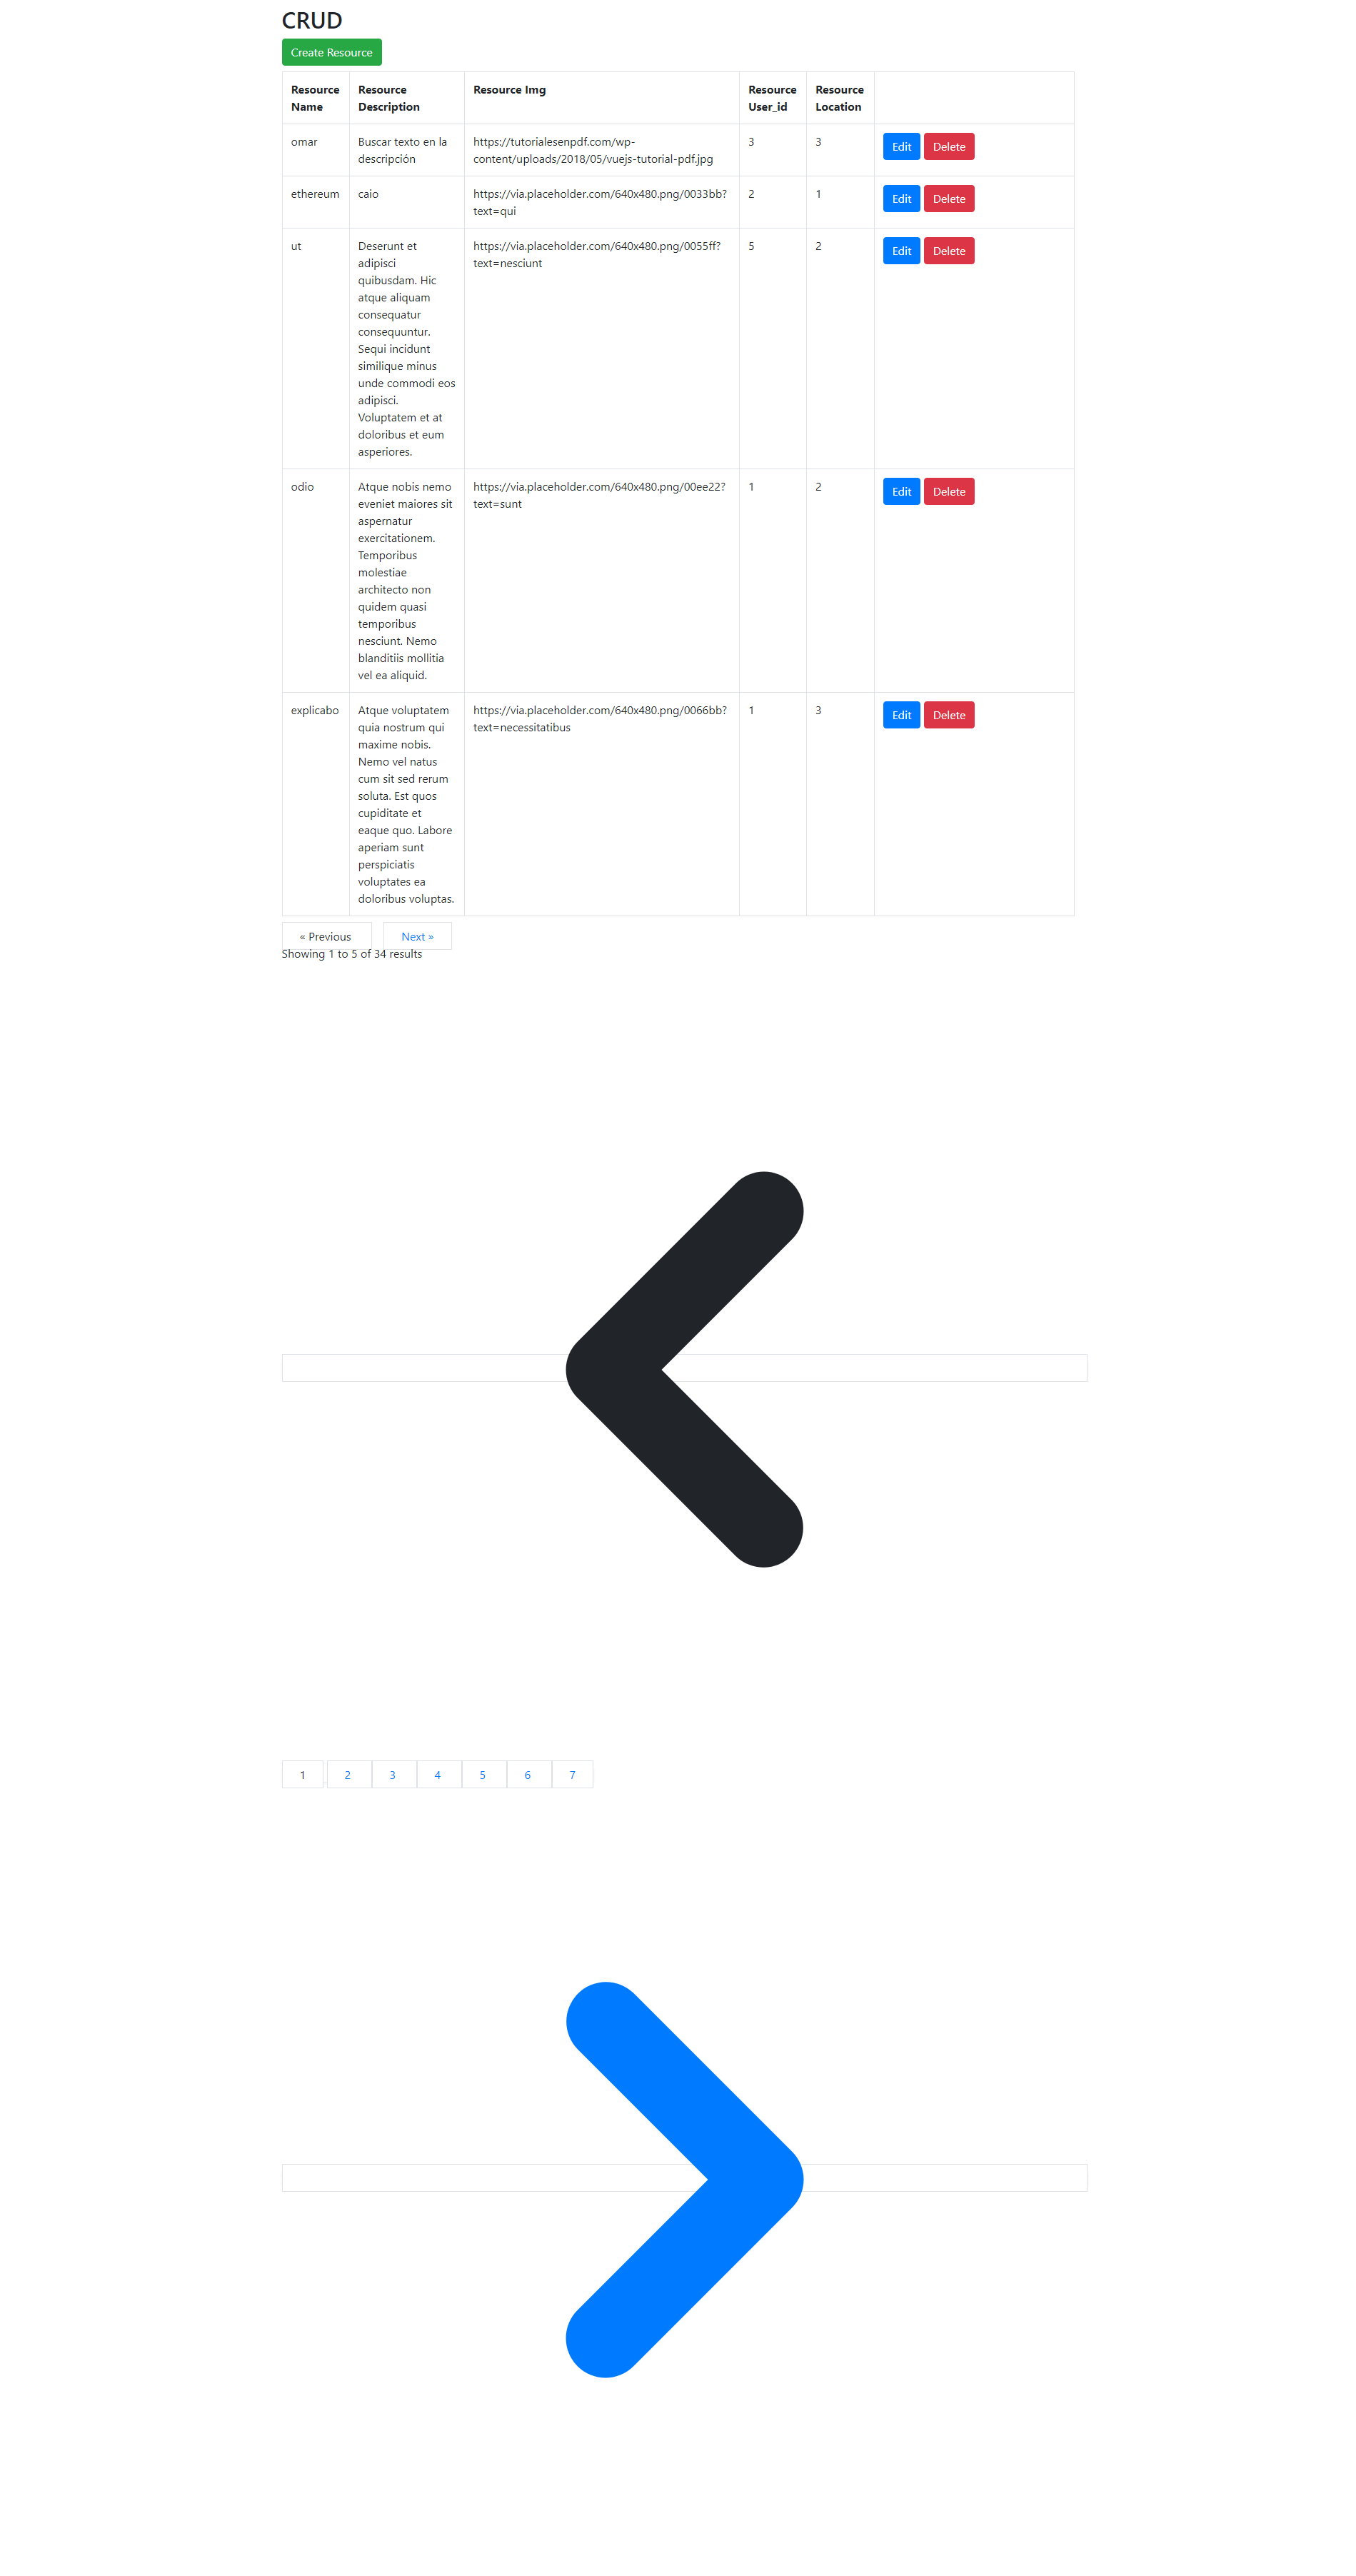 CRUD
Create Resource
Resource Name
Resource Description
Resource Img
Resource User_id
Resource Location
omar
Buscar texto en la
descripción
https://tutorialesenpdf.com/wp-
content/uploads/2018/05/vuejs-tutorial-pdf.jpg
3
3
Edit
Delete
ethereum
caio
https://via.placeholder.com/640x480.png/0033bb?
text=qui
2
1
Edit
Delete
ut
Deserunt et
adipisci
quibusdam. Hic
atque aliquam
consequatur
consequuntur.
Sequi incidunt
similique minus
unde commodi eos
adipisci.
Voluptatem et at
doloribus et eum
asperiores.
https://via.placeholder.com/640x480.png/0055ff?
text=nesciunt
5
2
Edit
Delete
odio
Atque nobis nemo
eveniet maiores sit
aspernatur
exercitationem.
Temporibus
molestiae
architecto non
quidem quasi
temporibus
nesciunt. Nemo
blanditiis mollitia
vel ea aliquid.
https://via.placeholder.com/640x480.png/00ee22?
text=sunt
1
2
Edit
Delete
explicabo
Atque voluptatem
quia nostrum qui
maxime nobis.
Nemo vel natus
cum sit sed rerum
soluta. Est quos
cupiditate et
eaque quo. Labore
aperiam sunt
perspiciatis
voluptates ea
doloribus voluptas.
https://via.placeholder.com/640x480.png/0066bb?
text=necessitatibus
1
3
Edit
Delete
« Previous
Next »
Showing 1 to 5 of 34 results
1 2 3 4 5 6 7